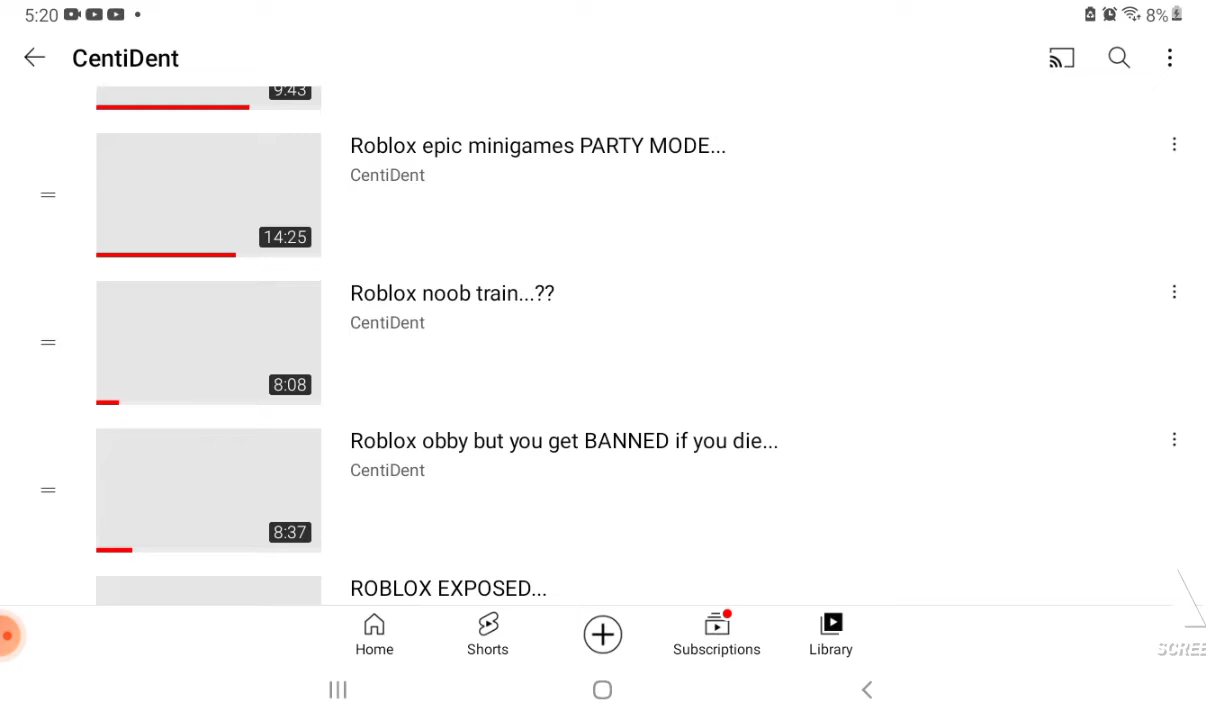 5:20
8%
CentiDent
9:43
Roblox epic minigames PARTY MODE...
CentiDent
14:25
Roblox noob train...??
CentiDent
8:08
Roblox obby but you get BANNED if you die...
CentiDent
8:37
ROBLOX EXPOSED...
Home
Shorts
Subscriptions
Library
SCREE